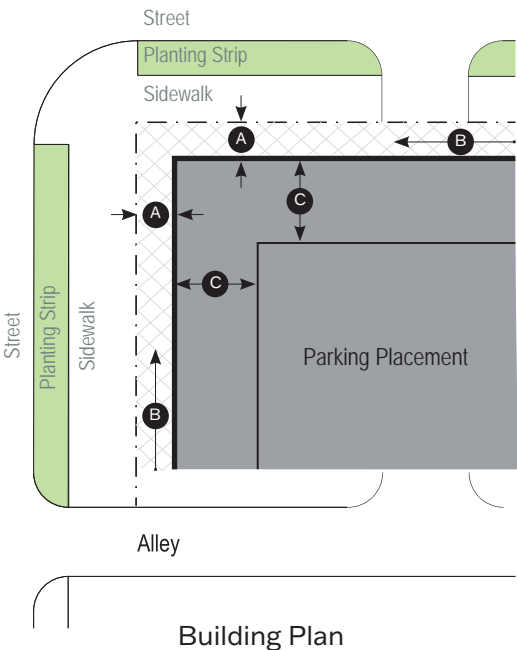 Street
Planting Strip
Sidewalk
A
B
C
A
C
Parking Placement
Street
Planting Strip
Sidewalk
B
Alley
Building Plan